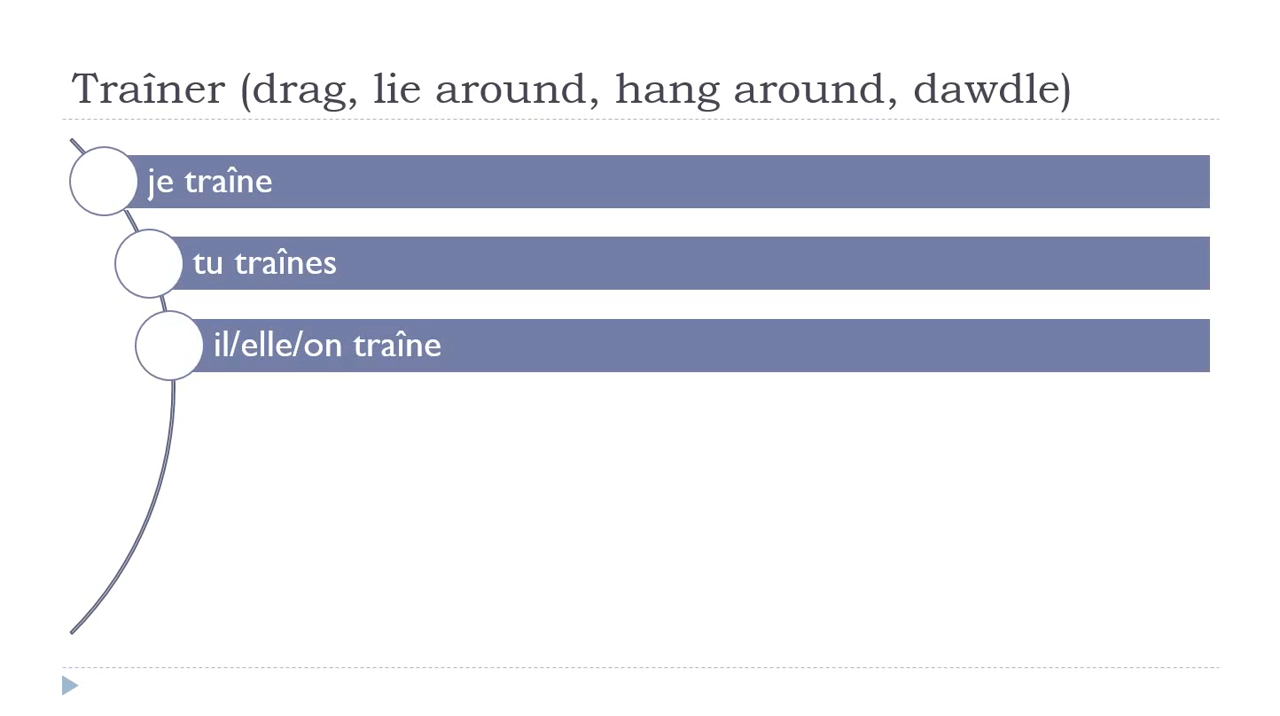 Traîner (drag, lie around, hang around, dawdle)
je traîne
tu traînes
il/elle/on traîne